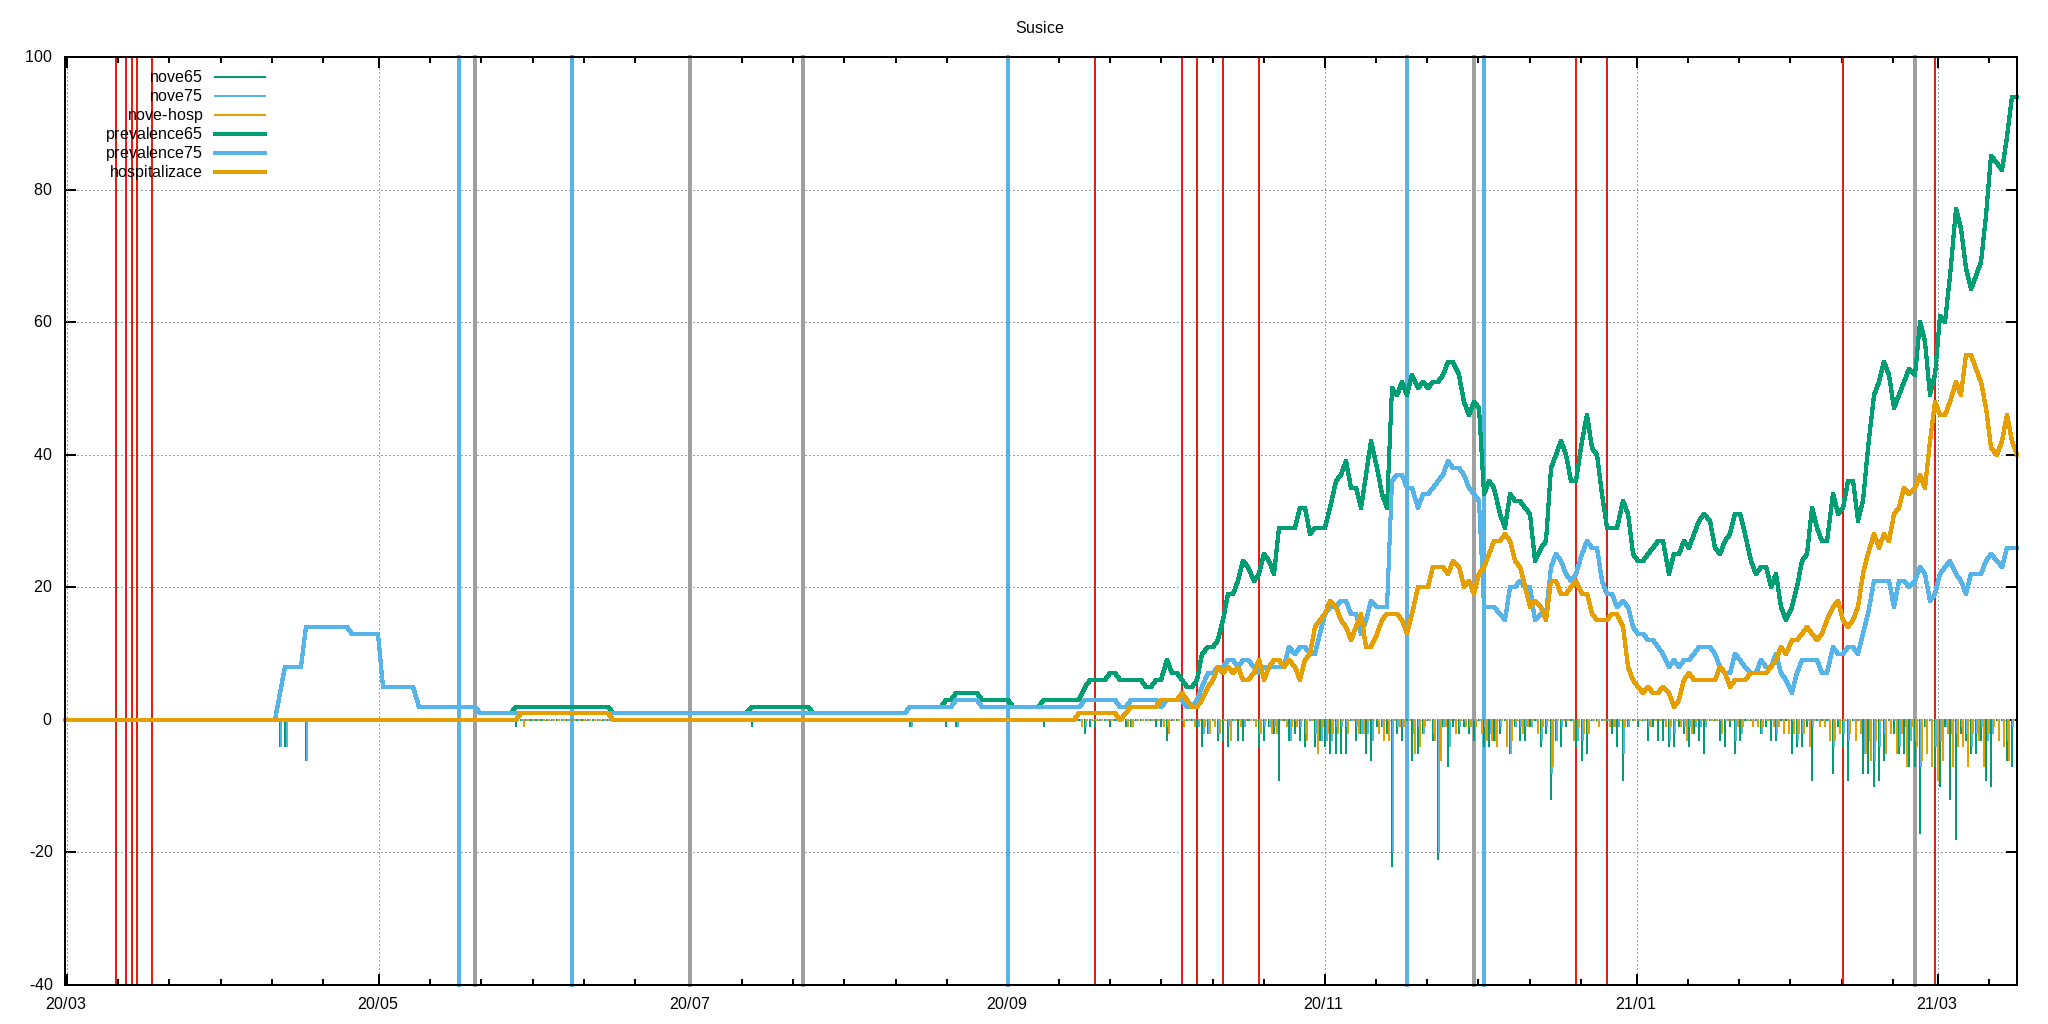 Susice
100
80
60
40
20
0
-20
-40
nove65
nove75
nove-hosp
prevalence65
prevalence75
hospitalizace
20/03 20/05 20/07 20/09 20/11 21/01 21/03